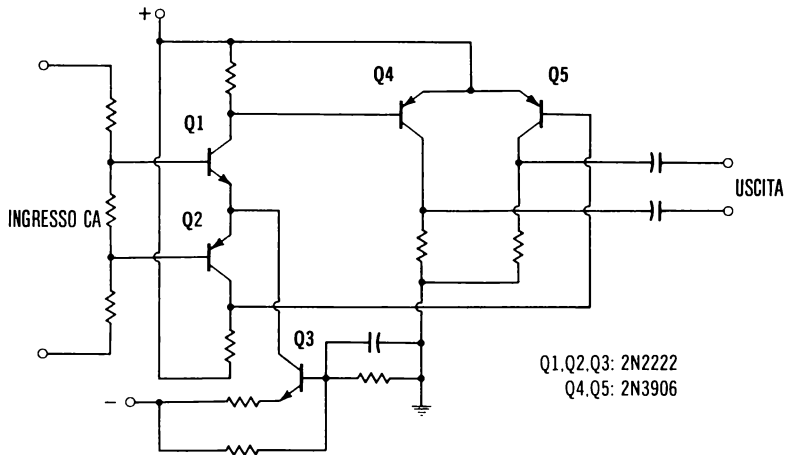 +
Q4
Q5
Q1
USCITA
INGRESSO CA
Q2
Q3
Q1,Q2,Q3: 2N2222
Q4,Q5: 2N3906
-